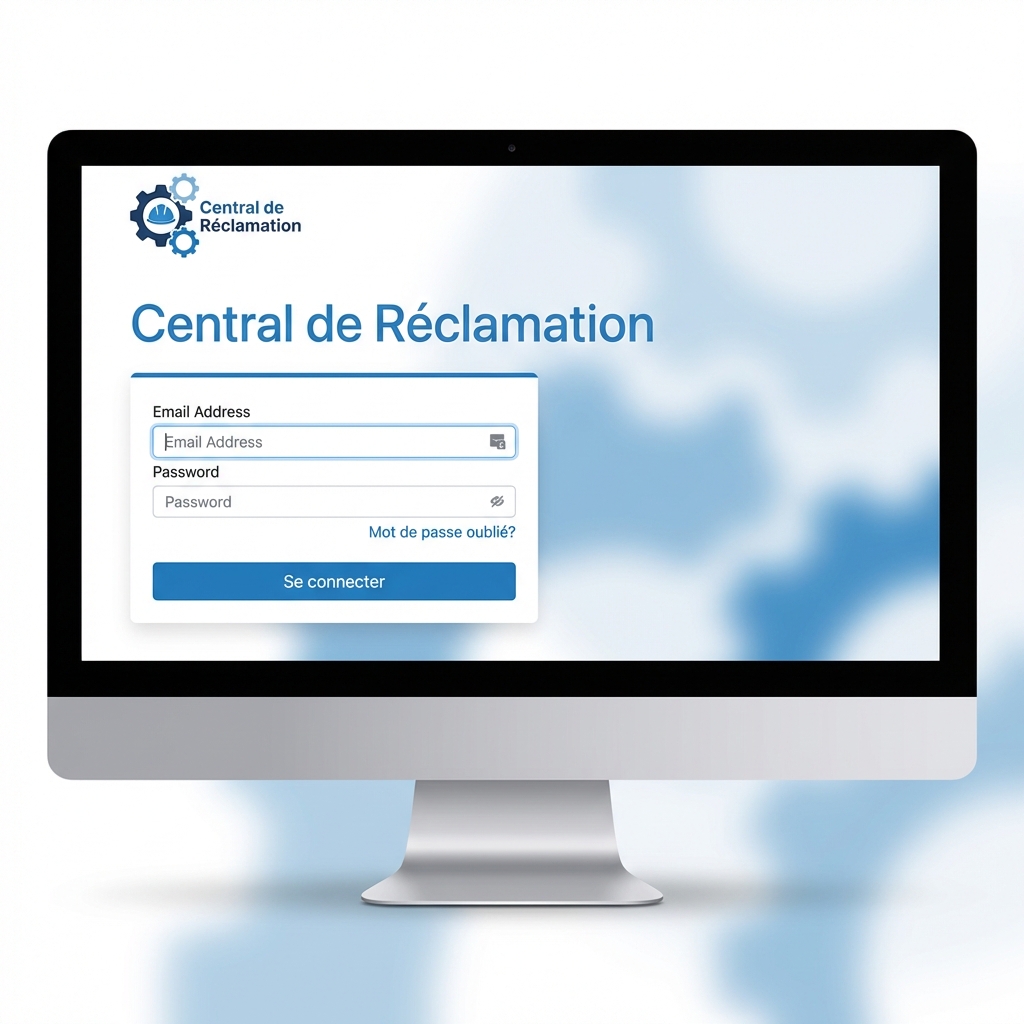 Central de
Réclamation
Central de Réclamation
Email Address
Email Address
Password
Password
Mot de passe oublié?
Se connecter